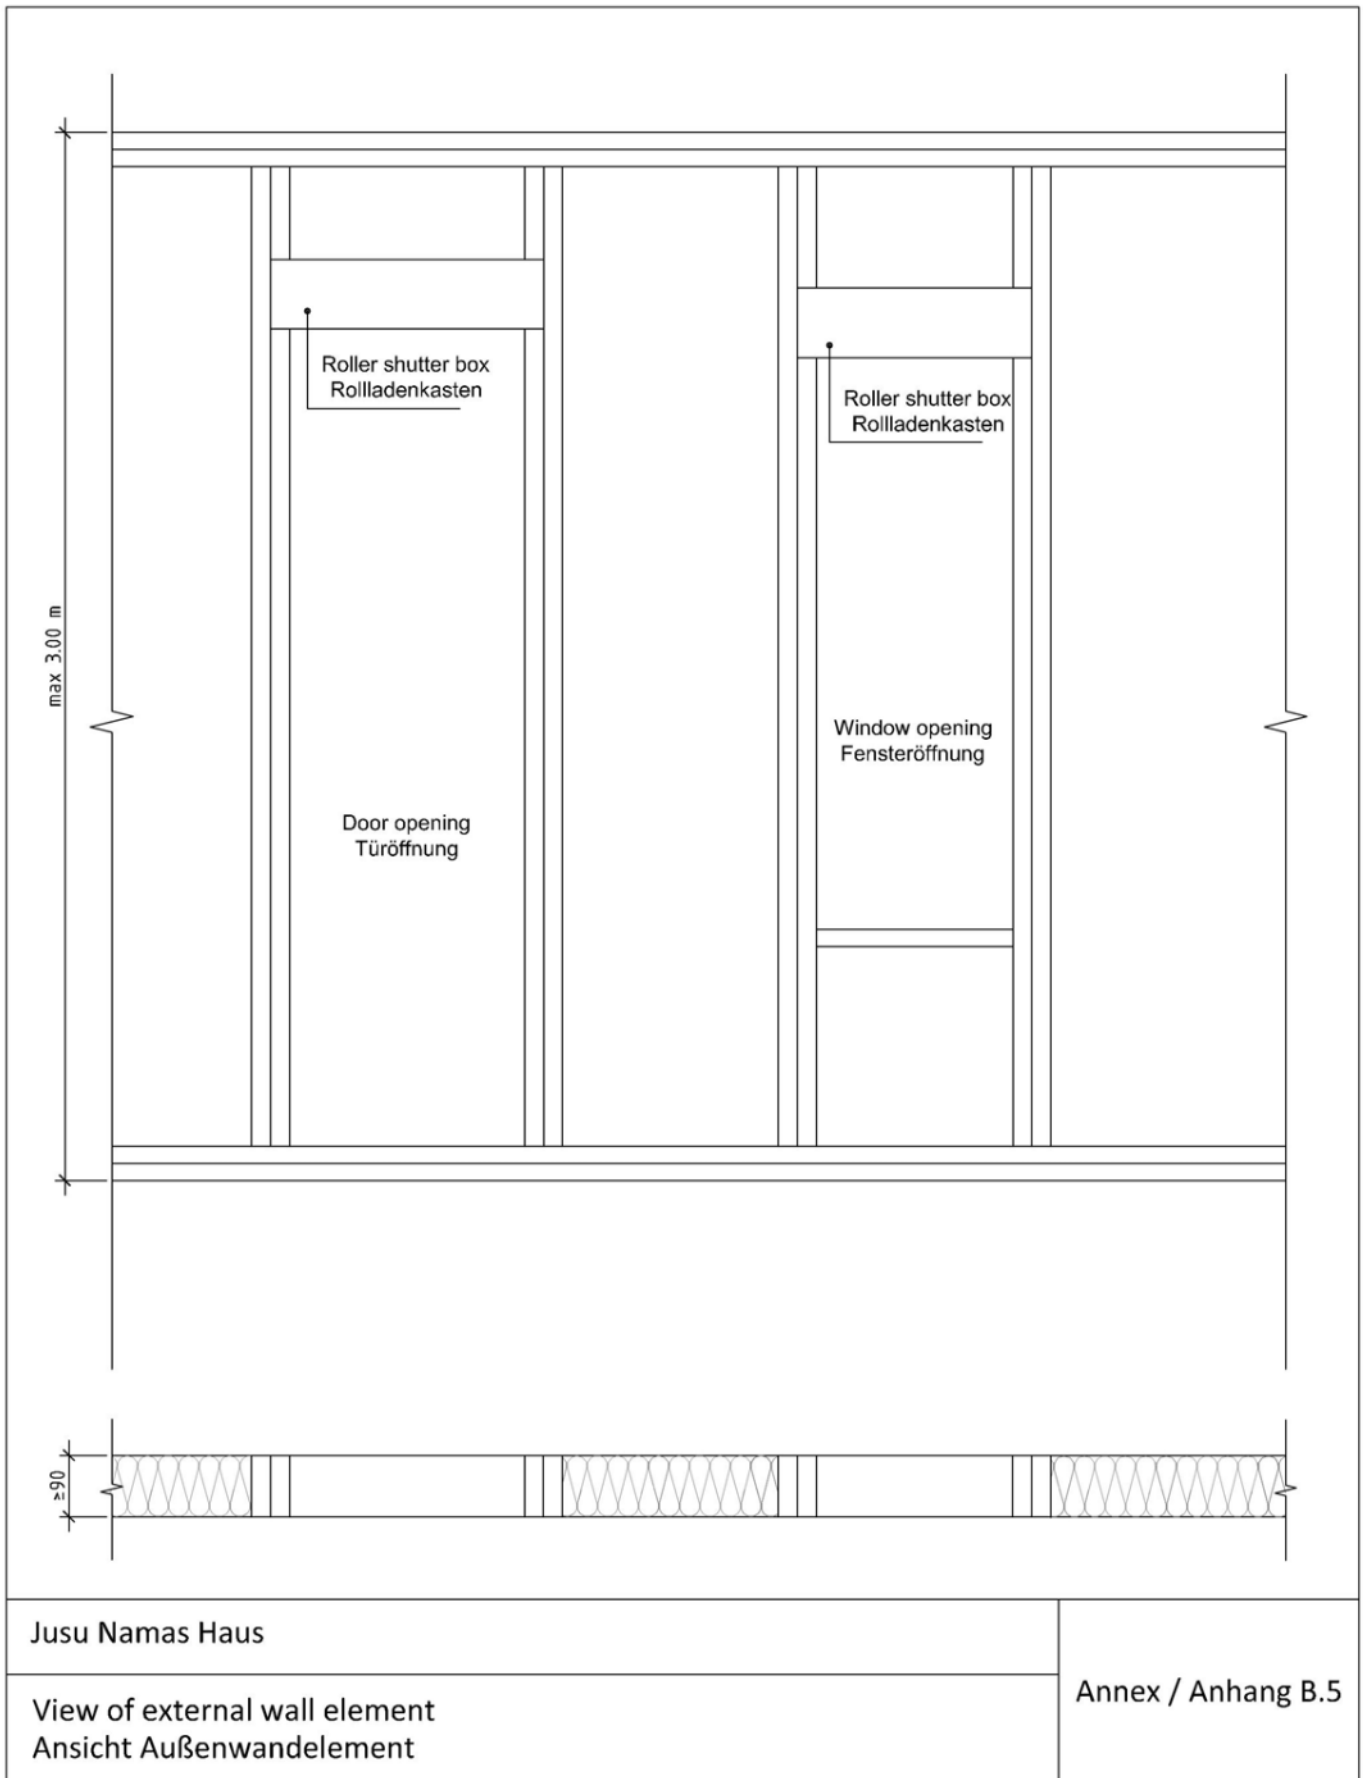 Roller shutter box
Rollladenkasten
Roller shutter box
Rollladenkasten
max 3.00 m
Window opening
Fensteröffnung
Door opening
Türöffnung
≥90
Jusu Namas Haus
View of external wall element
Ansicht Außenwandelement
Annex / Anhang B.5